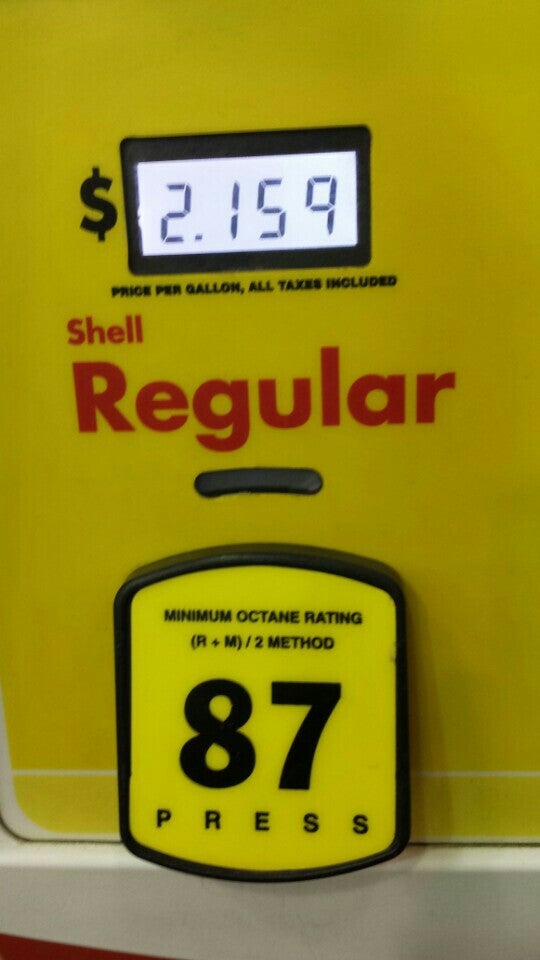 $ 2.159
PRICE PER GALLON, ALL TAXES INCLUDED
Shell
Regular
MINIMUM OCTANE RATING
(R + M) / 2 METHOD
87
PRESS